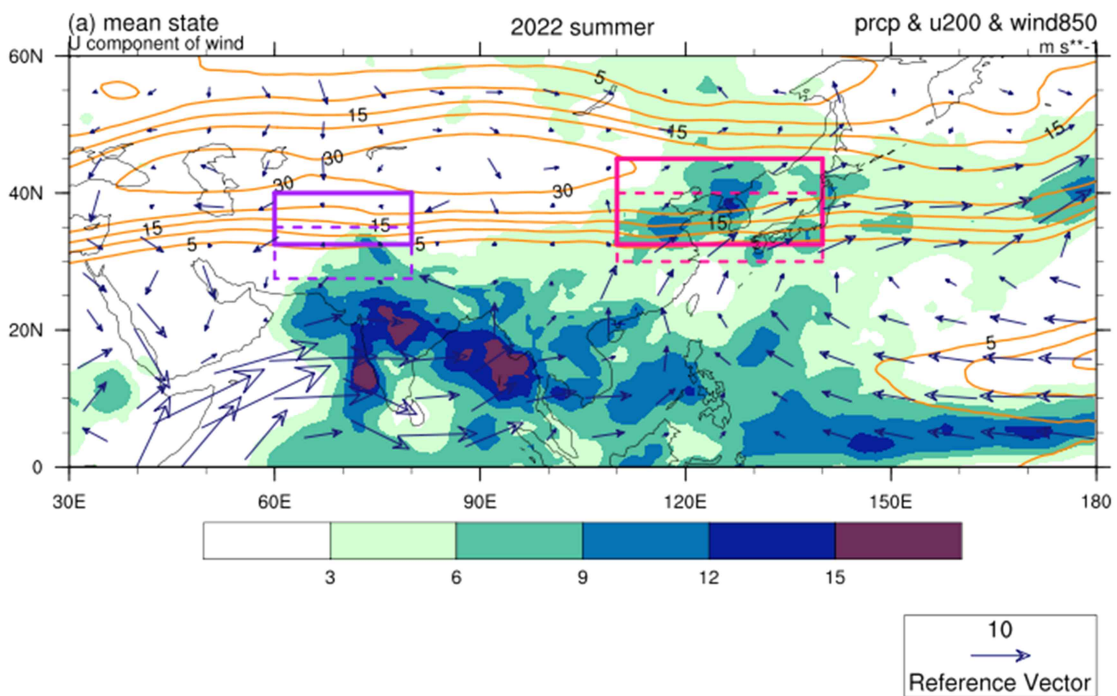 (a) mean state 2022 summer prcp & u200 & wind850
U component of wind m s**-1
60N
40N
20N
0
5
15
15
15
30
30
30
15
15
15
5
5
5
30E 60E 90E 120E 150E 180
3 6 9 12 15
10
Reference Vector